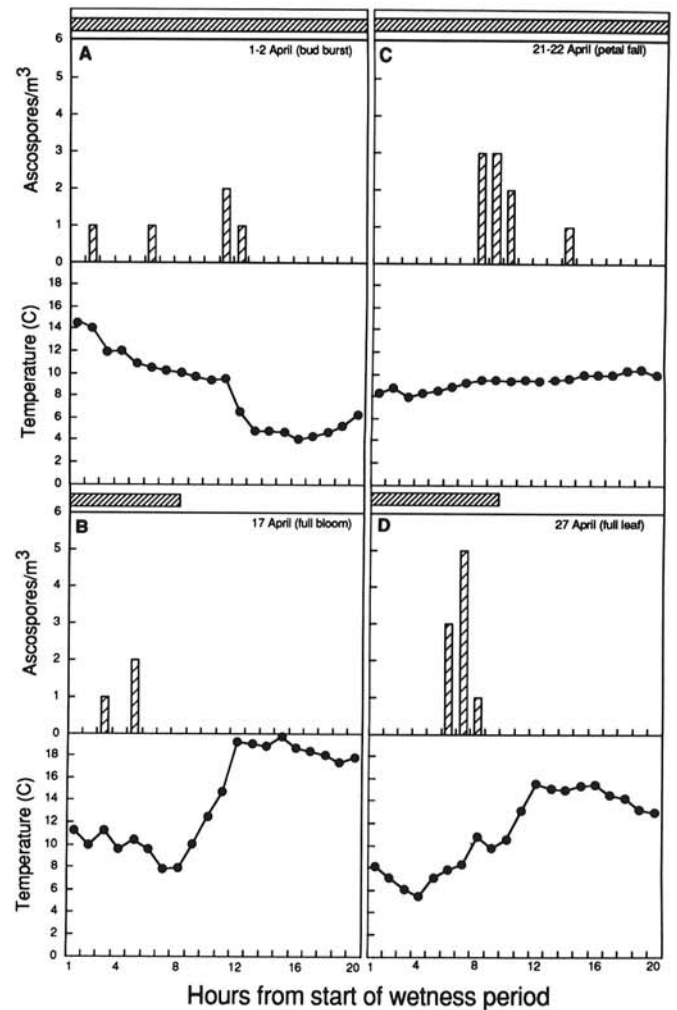 A
1-2 April (bud burst)
Ascospores/m³
6
5
4
3
2
1
0
Temperature (C)
18
16
14
12
10
8
6
4
2
0
C
21-22 April (petal fall)
B
17 April (full bloom)
Ascospores/m³
6
5
4
3
2
1
0
Temperature (C)
18
16
14
12
10
8
6
4
2
0
1 4 8 12 16 20
D
27 April (full leaf)
1 4 8 12 16 20
Hours from start of wetness period